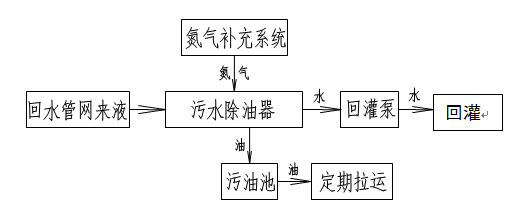 氮气补充系统
氮气
回水管网来液
污水除油器
水
回灌泵
水
回灌
油
污油池
油
定期拉运